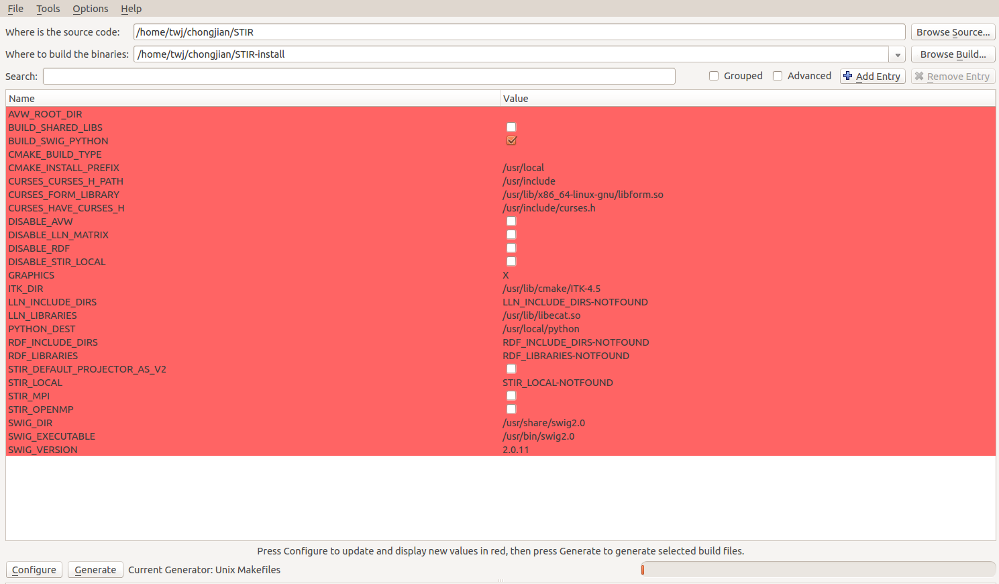 File Tools Options Help
Where is the source code: /home/twj/chongjian/STIR Browse Source...
Where to build the binaries: /home/twj/chongjian/STIR-install Browse Build...
Search: Grouped Advanced Add Entry Remove Entry
Name Value
AVW_ROOT_DIR
BUILD_SHARED_LIBS
BUILD_SWIG_PYTHON
CMAKE_BUILD_TYPE
CMAKE_INSTALL_PREFIX /usr/local
CURSES_CURSES_H_PATH /usr/include
CURSES_FORM_LIBRARY /usr/lib/x86_64-linux-gnu/libform.so
CURSES_HAVE_CURSES_H /usr/include/curses.h
DISABLE_AVW
DISABLE_LLN_MATRIX
DISABLE_RDF
DISABLE_STIR_LOCAL
GRAPHICS X
ITK_DIR /usr/lib/cmake/ITK-4.5
LLN_INCLUDE_DIRS LLN_INCLUDE_DIRS-NOTFOUND
LLN_LIBRARIES /usr/lib/libecat.so
PYTHON_DEST /usr/local/python
RDF_INCLUDE_DIRS RDF_INCLUDE_DIRS-NOTFOUND
RDF_LIBRARIES RDF_LIBRARIES-NOTFOUND
STIR_DEFAULT_PROJECTOR_AS_V2
STIR_LOCAL STIR_LOCAL-NOTFOUND
STIR_MPI
STIR_OPENMP
SWIG_DIR /usr/share/swig2.0
SWIG_EXECUTABLE /usr/bin/swig2.0
SWIG_VERSION 2.0.11
Press Configure to update and display new values in red, then press Generate to generate selected build files.
Configure Generate Current Generator: Unix Makefiles